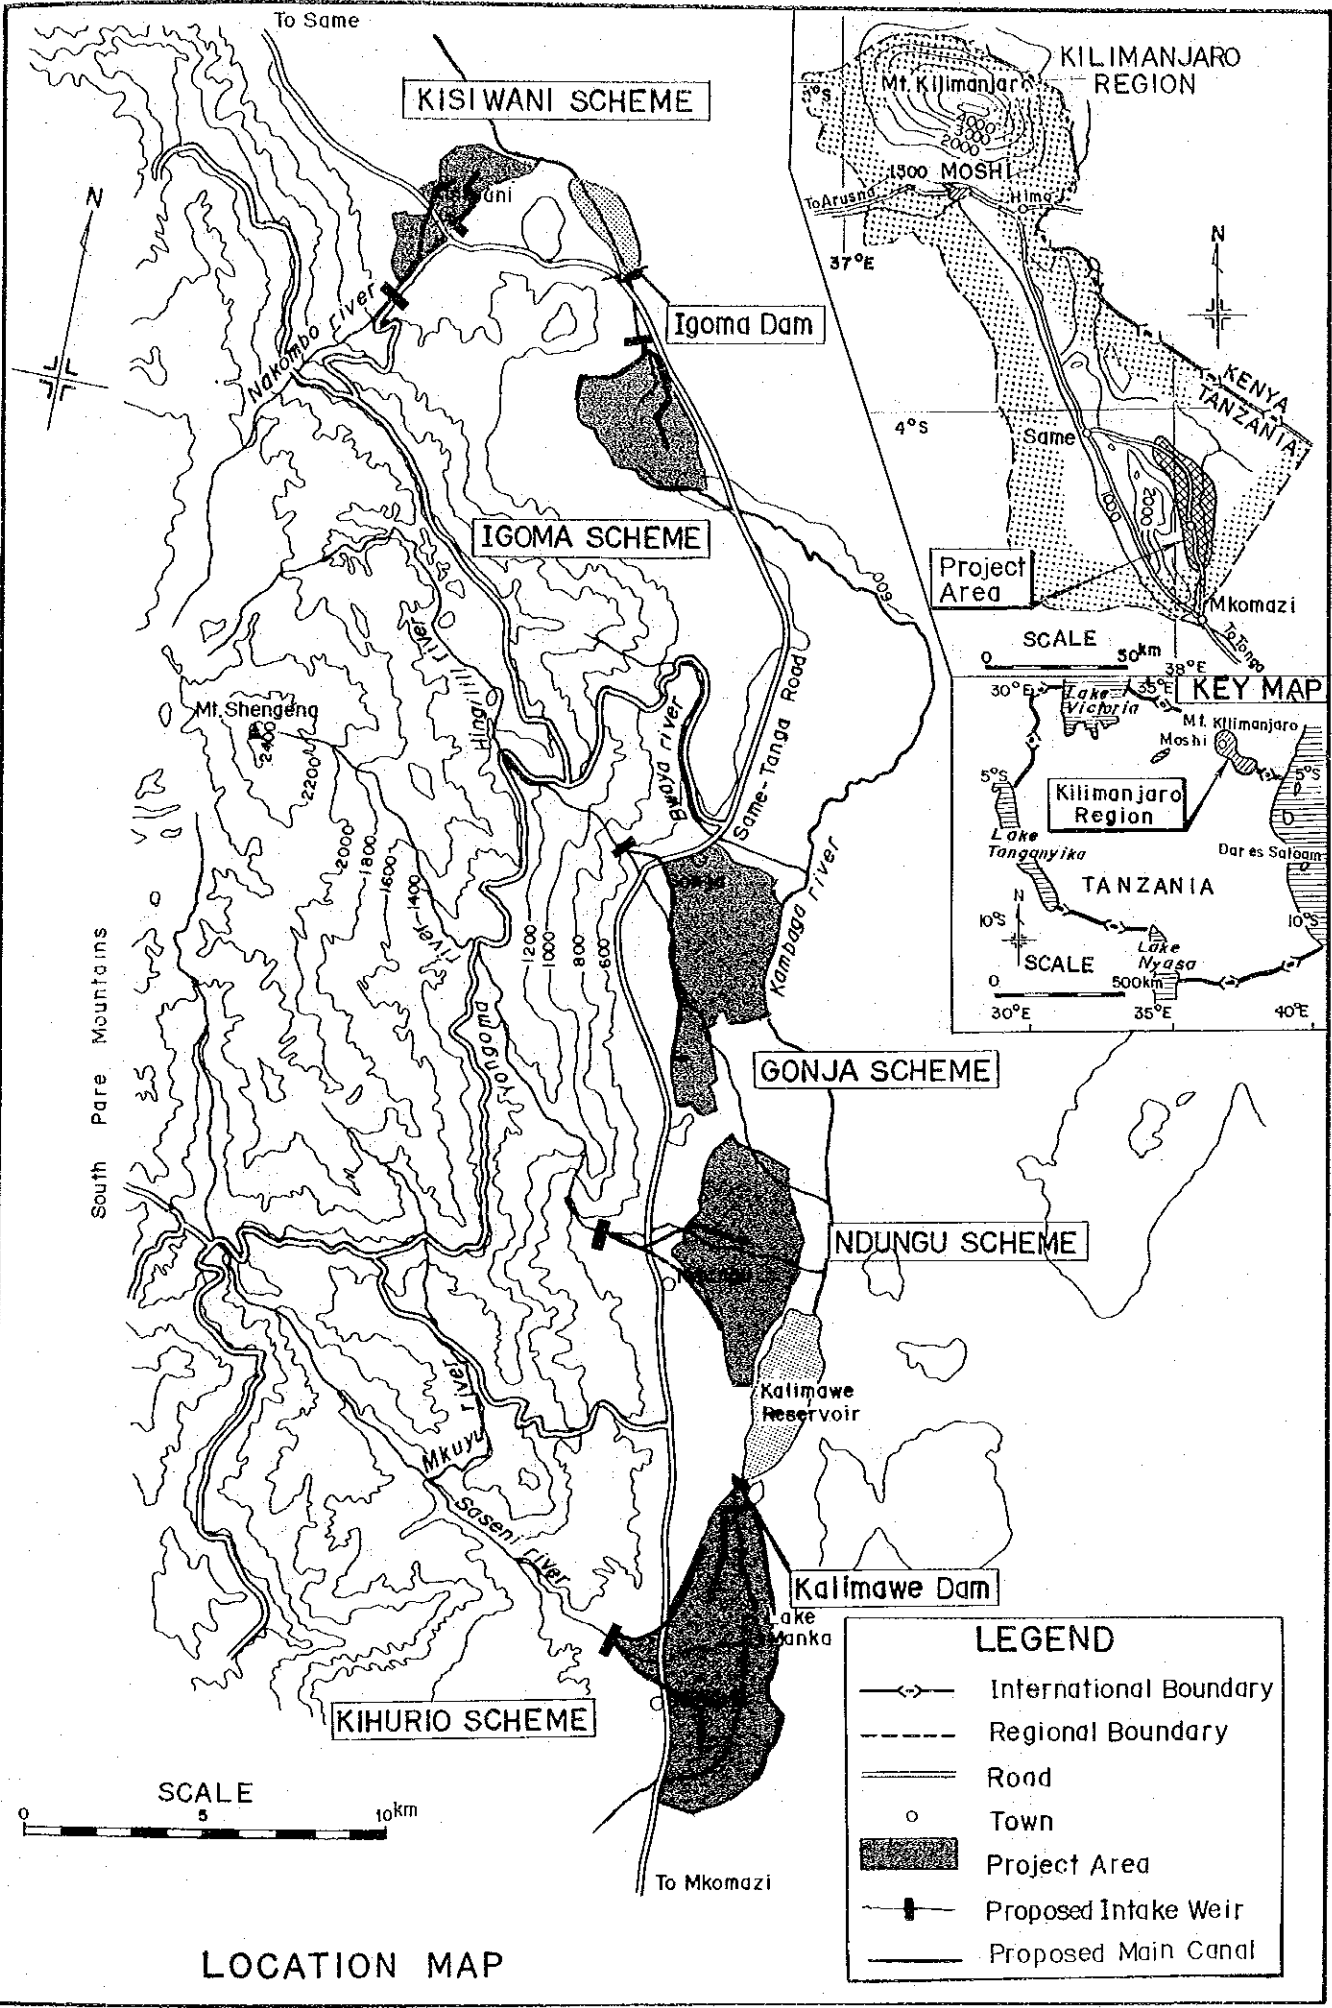 To Same
KISIWANI SCHEME
N
Nakombo river
Igoma Dam
IGOMA SCHEME
600
Hingilili river
Mt. Shengena
2400
2200
2000
1800
1600
1400
river
1200
1000
800
600
Bwaya river
Same-Tanga Road
Kambaga river
South Pare Mountains
Yongoma
GONJA SCHEME
NDUNGU SCHEME
Kalimawe
Reservoir
Mkuyu river
Saseni river
Kalimawe Dam
Lake
Manka
KIHURIO SCHEME
SCALE
0 5 10km
To Mkomazi
LOCATION MAP
KILIMANJARO
REGION
Mt. Kilimanjaro
3°S
4000
3000
2000
1500 MOSHI
To Arusha
Himo
37°E
N
KENYA
TANZANIA
4°S
Same
1000
2000
Project
Area
Mkomazi
To Tanga
SCALE
0 50km
38°E
KEY MAP
30°E
Lake
Victoria
35°E
Mt. Kilimanjaro
Moshi
5°S
5°S
Kilimanjaro
Region
Lake
Tanganyika
Dar es Salaam
TANZANIA
N
10°S
10°S
Lake
Nyasa
SCALE
0 500km
30°E
35°E
40°E
LEGEND
International Boundary
Regional Boundary
Road
Town
Project Area
Proposed Intake Weir
Proposed Main Canal